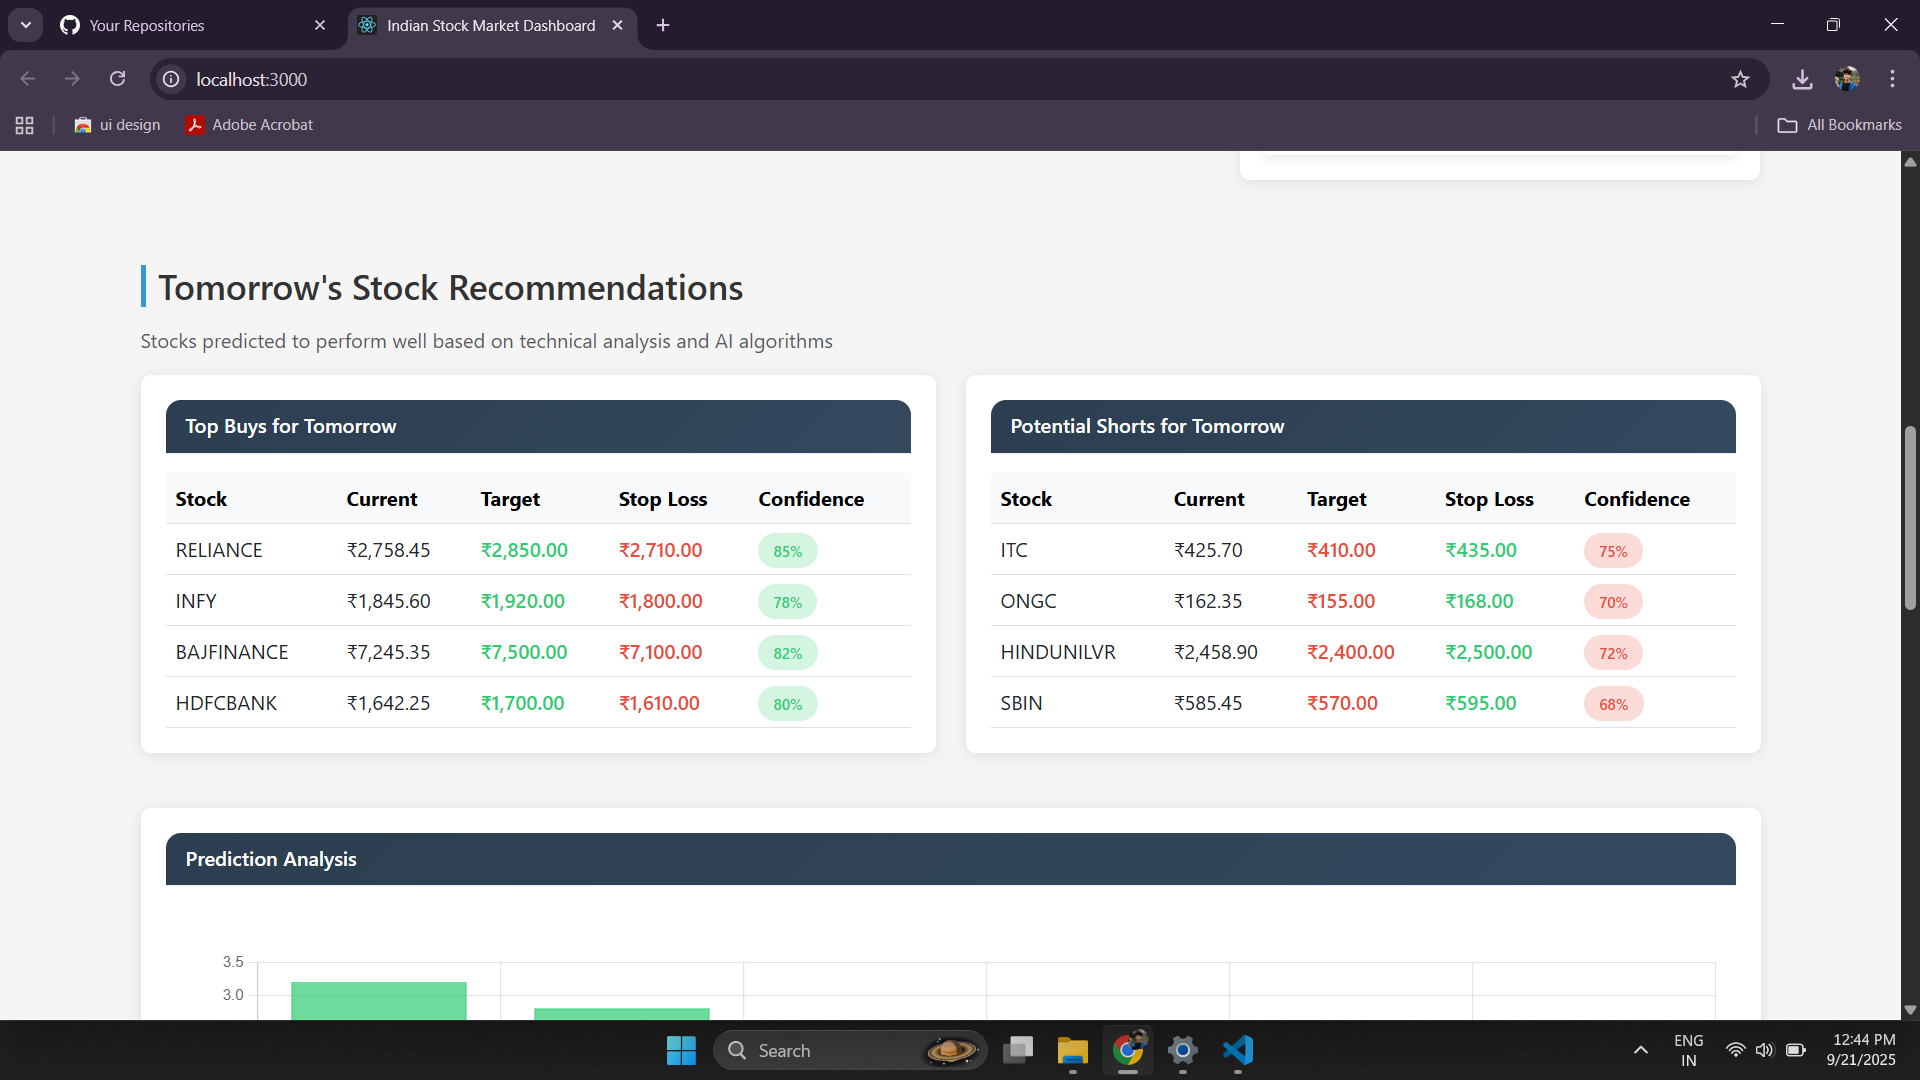 Your Repositories
Indian Stock Market Dashboard
localhost:3000
ui design
Adobe Acrobat
All Bookmarks
Tomorrow's Stock Recommendations
Stocks predicted to perform well based on technical analysis and AI algorithms
Top Buys for Tomorrow
Stock Current Target Stop Loss Confidence
RELIANCE ₹2,758.45 ₹2,850.00 ₹2,710.00 85%
INFY ₹1,845.60 ₹1,920.00 ₹1,800.00 78%
BAJFINANCE ₹7,245.35 ₹7,500.00 ₹7,100.00 82%
HDFCBANK ₹1,642.25 ₹1,700.00 ₹1,610.00 80%
Potential Shorts for Tomorrow
Stock Current Target Stop Loss Confidence
ITC ₹425.70 ₹410.00 ₹435.00 75%
ONGC ₹162.35 ₹155.00 ₹168.00 70%
HINDUNILVR ₹2,458.90 ₹2,400.00 ₹2,500.00 72%
SBIN ₹585.45 ₹570.00 ₹595.00 68%
Prediction Analysis
3.5
3.0
Search
ENG
IN
12:44 PM
9/21/2025